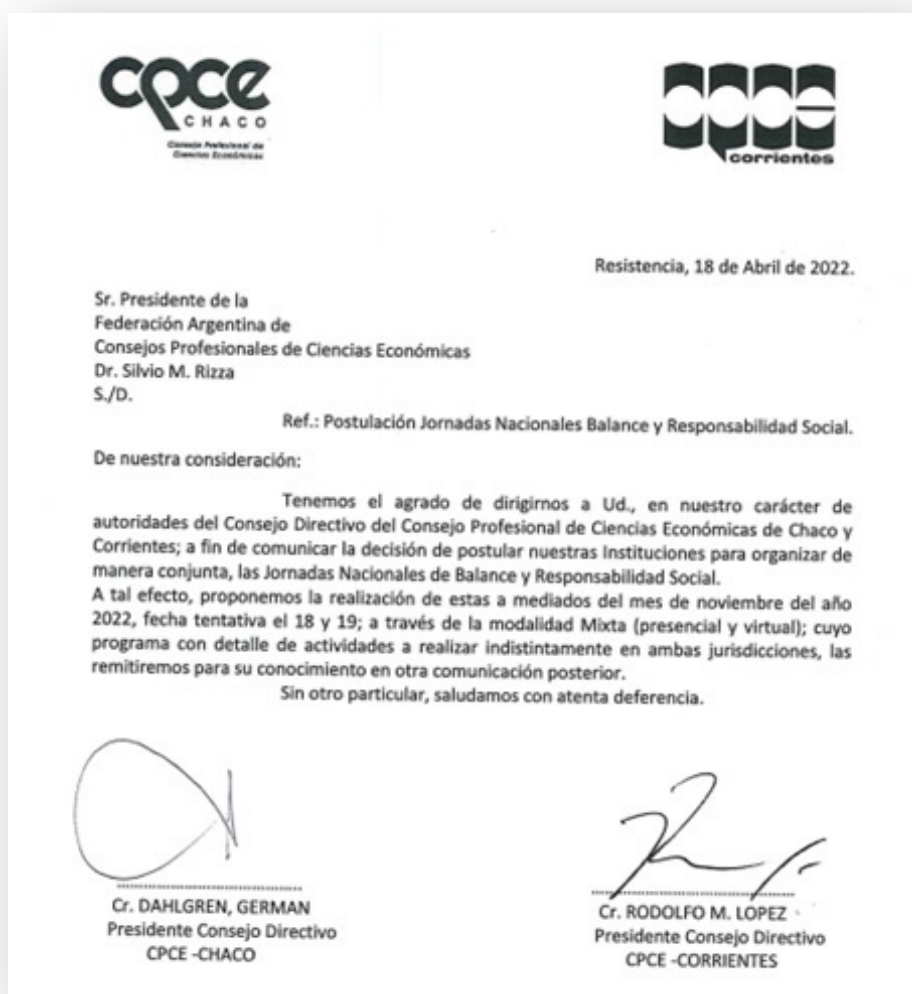 cpce
CHACO
Consejo Profesional de
Ciencias Económicas
cpce
corrientes
Resistencia, 18 de Abril de 2022.
Sr. Presidente de la
Federación Argentina de
Consejos Profesionales de Ciencias Económicas
Dr. Silvio M. Rizza
S./D.
Ref.: Postulación Jornadas Nacionales Balance y Responsabilidad Social.
De nuestra consideración:
Tenemos el agrado de dirigirnos a Ud., en nuestro carácter de
autoridades del Consejo Directivo del Consejo Profesional de Ciencias Económicas de Chaco y
Corrientes; a fin de comunicar la decisión de postular nuestras Instituciones para organizar de
manera conjunta, las Jornadas Nacionales de Balance y Responsabilidad Social.
A tal efecto, proponemos la realización de estas a mediados del mes de noviembre del año
2022, fecha tentativa el 18 y 19; a través de la modalidad Mixta (presencial y virtual); cuyo
programa con detalle de actividades a realizar indistintamente en ambas jurisdicciones, las
remitiremos para su conocimiento en otra comunicación posterior.
Sin otro particular, saludamos con atenta deferencia.
Cr. DAHLGREN, GERMAN
Presidente Consejo Directivo
CPCE -CHACO
Cr. RODOLFO M. LOPEZ
Presidente Consejo Directivo
CPCE -CORRIENTES